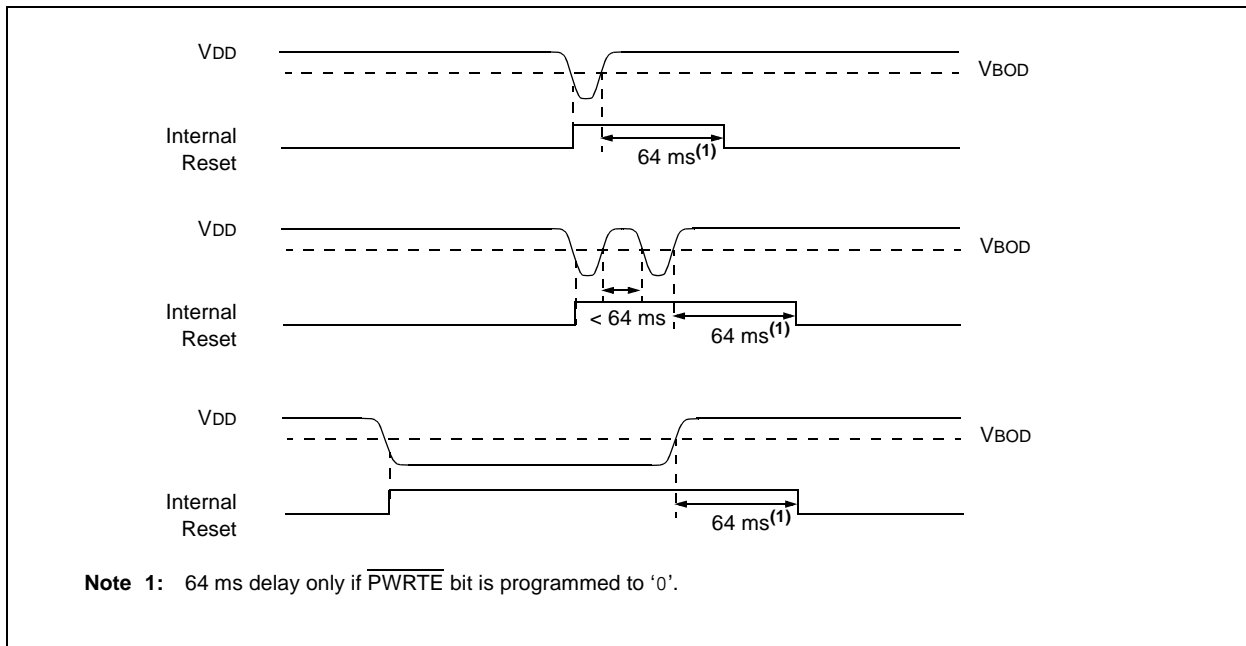 VDD
VBOD
Internal
Reset
64 ms(1)
VDD
VBOD
Internal
Reset
< 64 ms
64 ms(1)
VDD
VBOD
Internal
Reset
64 ms(1)
Note 1: 64 ms delay only if PWRTE bit is programmed to ‘0’.